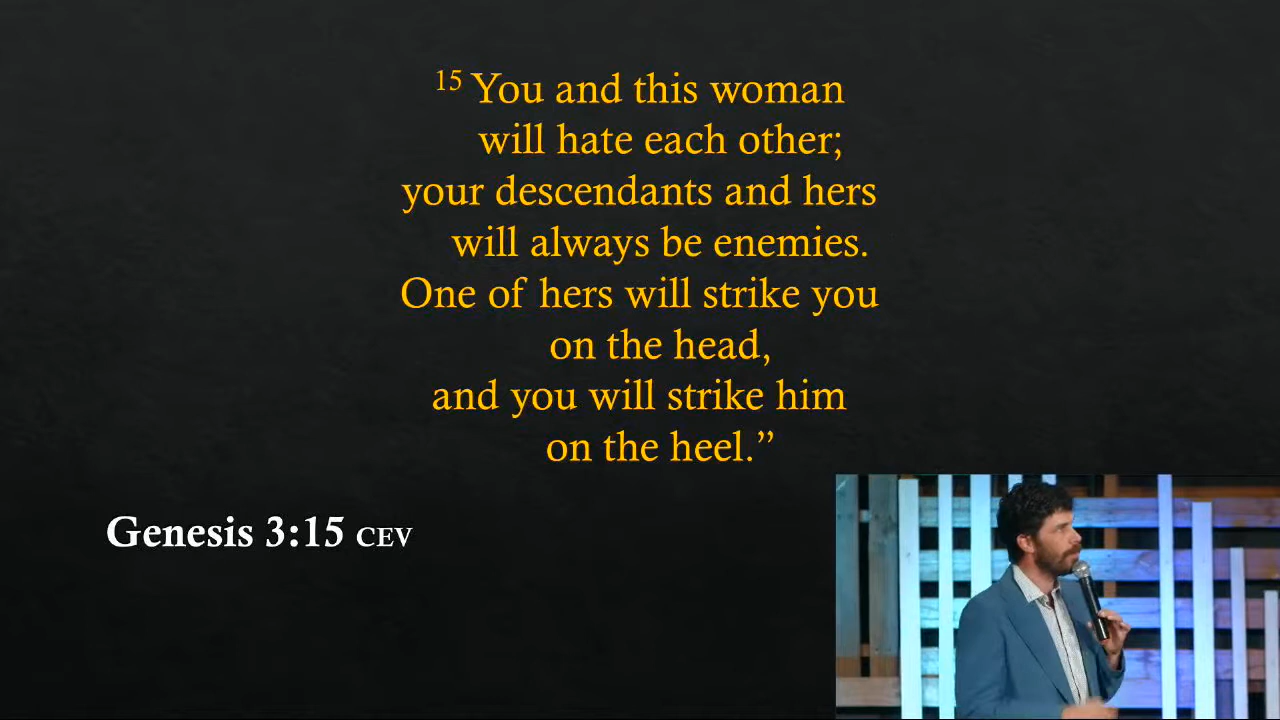 15 You and this woman
will hate each other;
your descendants and hers
will always be enemies.
One of hers will strike you
on the head,
and you will strike him
on the heel.”
Genesis 3:15 CEV